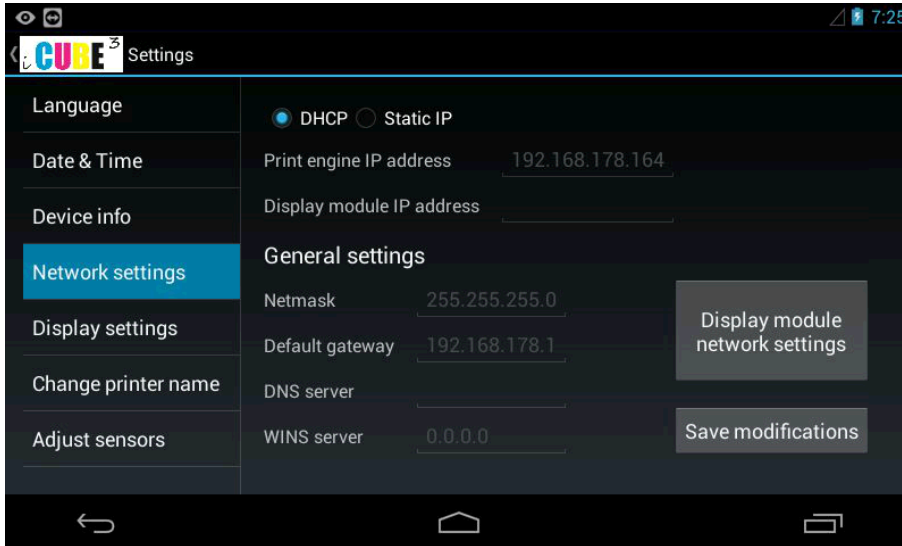 7:25
iCUBE3 Settings
Language
Date & Time
Device info
Network settings
Display settings
Change printer name
Adjust sensors
DHCP Static IP
Print engine IP address 192.168.178.164
Display module IP address
General settings
Netmask 255.255.255.0
Default gateway 192.168.178.1
DNS server
WINS server 0.0.0.0
Display module
network settings
Save modifications